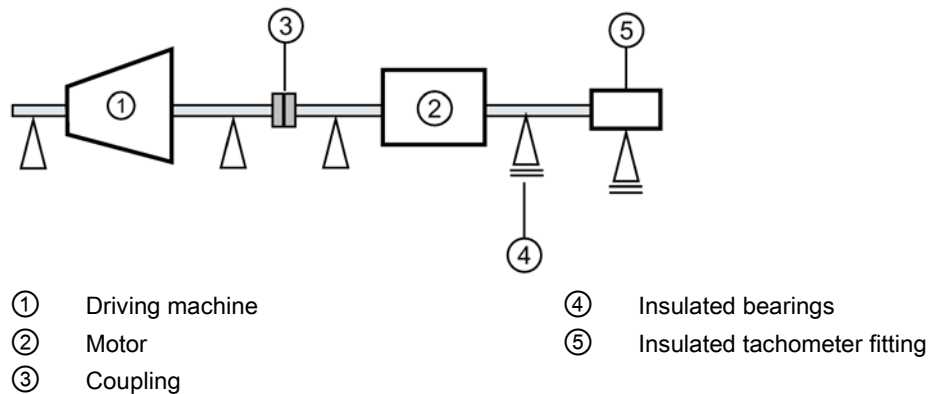 ③
⑤
①
②
④
① Driving machine
② Motor
③ Coupling
④ Insulated bearings
⑤ Insulated tachometer fitting